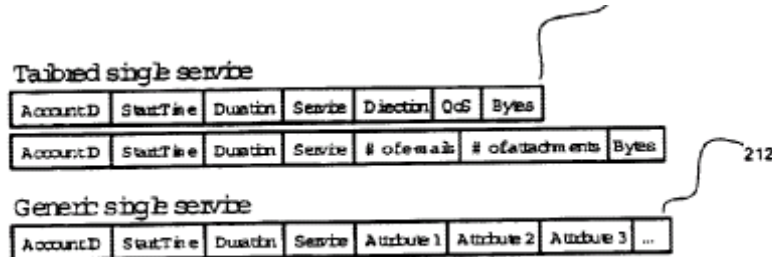 Tailored single service
AccountID StartTime Duration Service Direction QoS Bytes
AccountID StartTime Duration Service # of emails # of attachments Bytes
212
Generic single service
AccountID StartTime Duration Service Attribute 1 Attribute 2 Attribute 3 ...